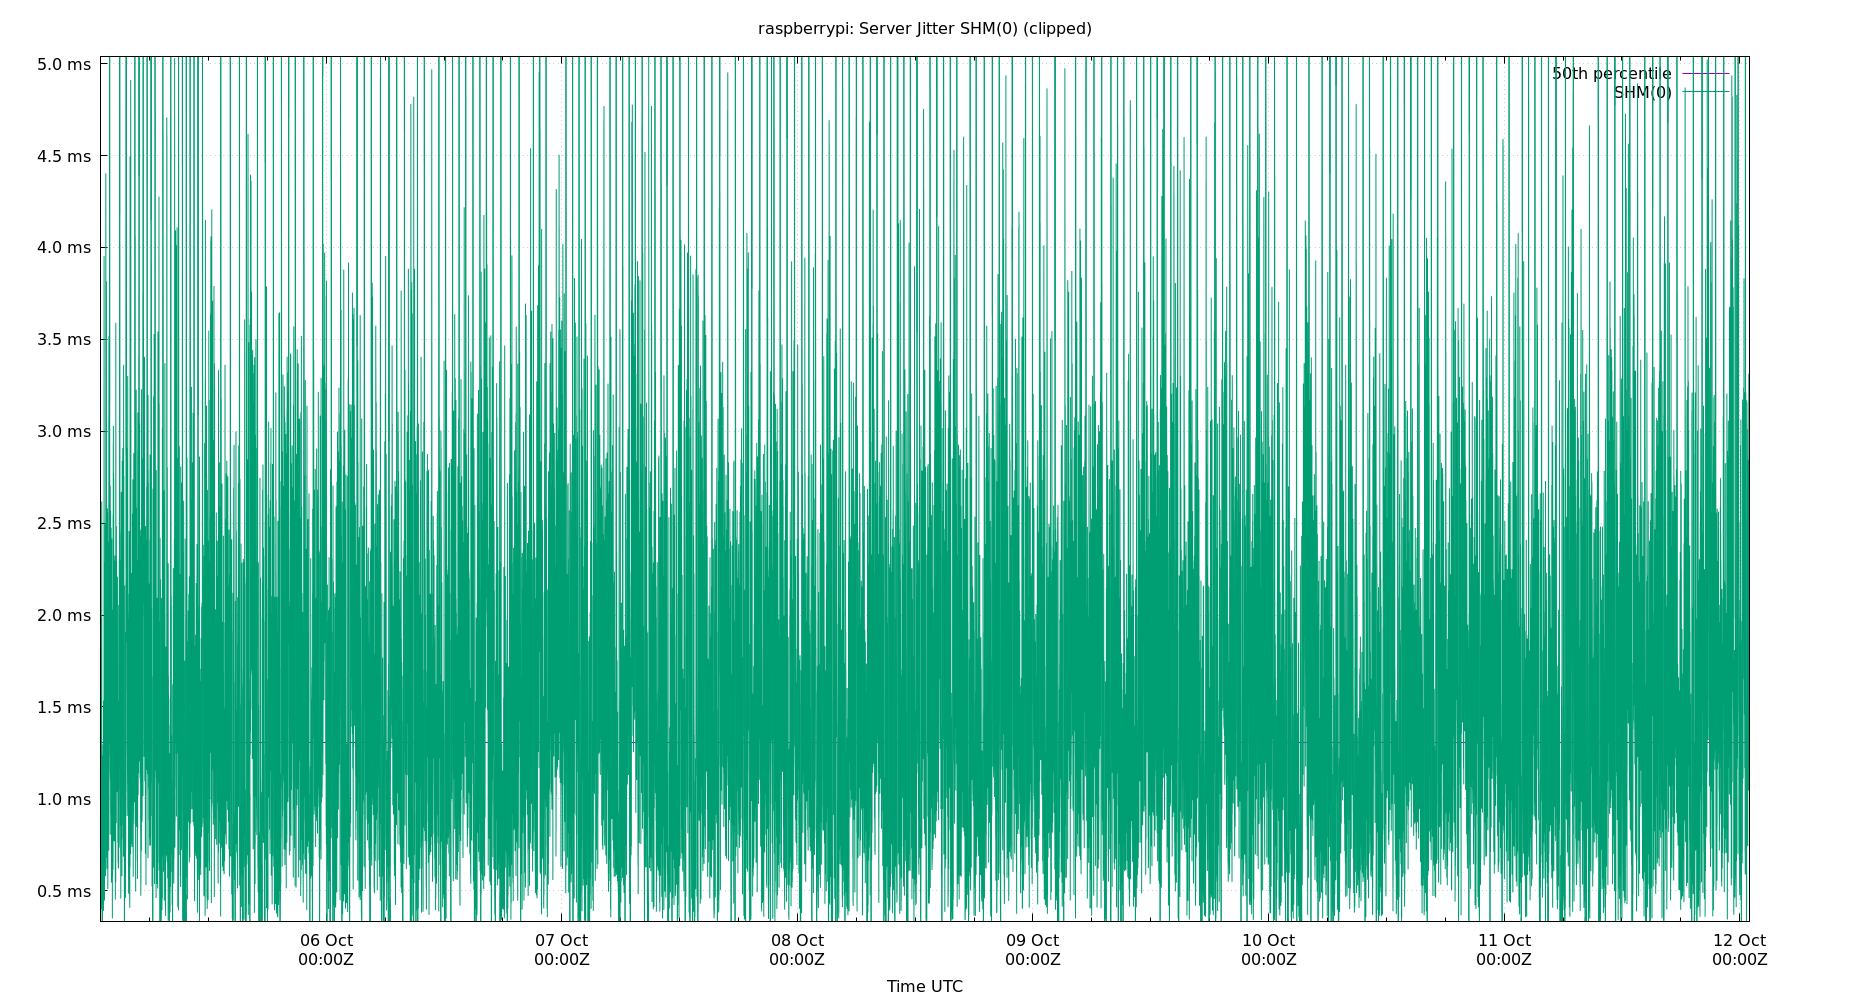 raspberrypi: Server Jitter SHM(0) (clipped)
5.0 ms
50th percentile
SHM(0)
4.5 ms
4.0 ms
3.5 ms
3.0 ms
2.5 ms
2.0 ms
1.5 ms
1.0 ms
0.5 ms
06 Oct 07 Oct 08 Oct 09 Oct 10 Oct 11 Oct 12 Oct
00:00Z 00:00Z 00:00Z 00:00Z 00:00Z 00:00Z 00:00Z
Time UTC